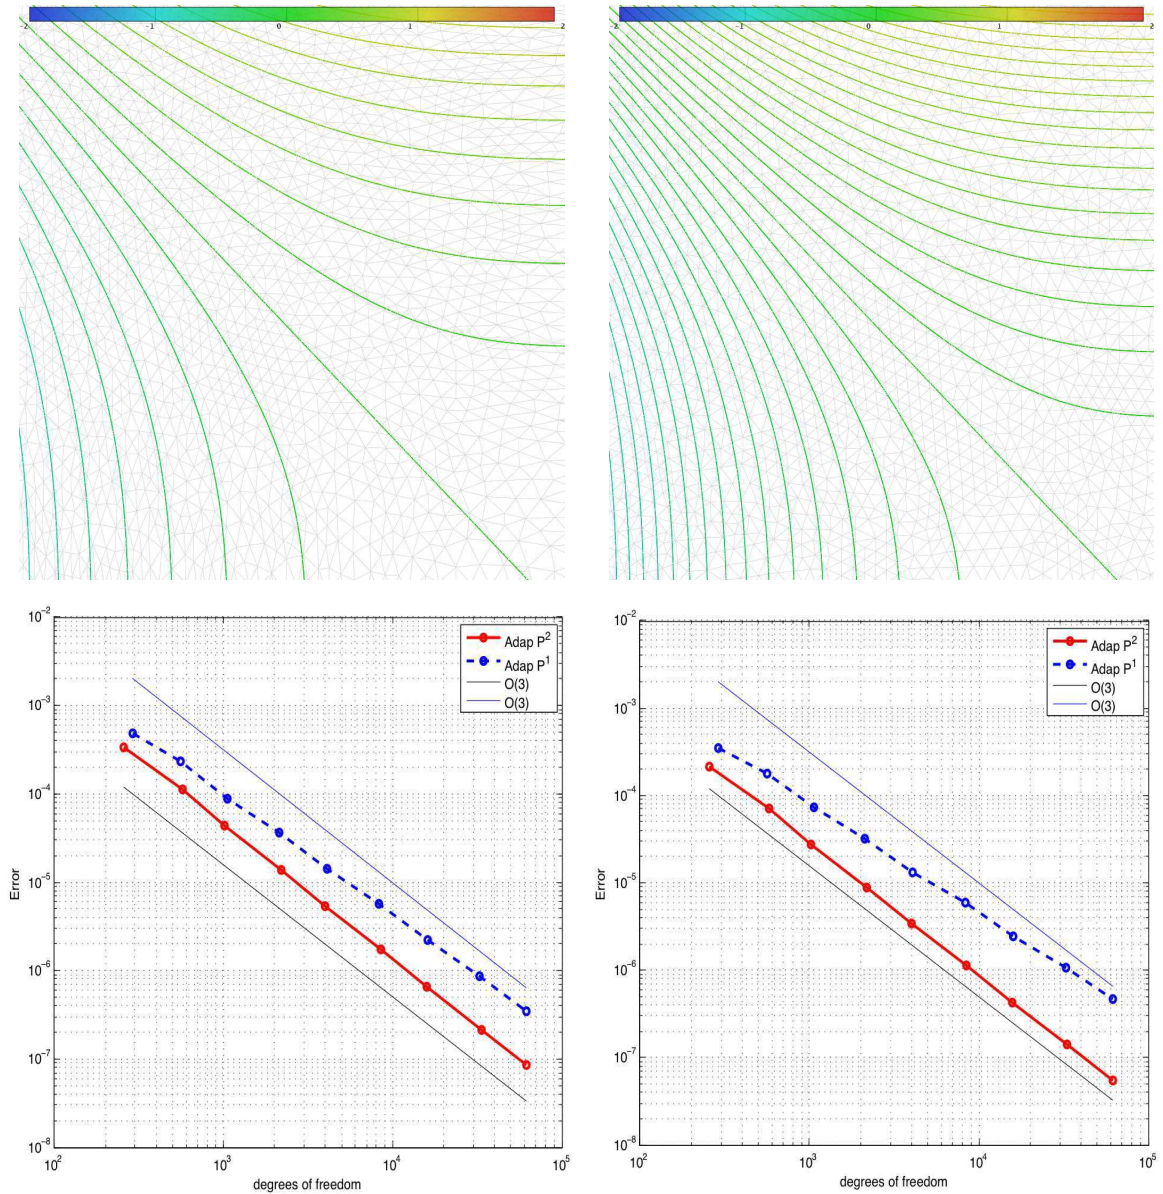 -2 -1 0 1 2
-2 -1 0 1 2
10^-2
10^-3
10^-4
10^-5
10^-6
10^-7
10^-8
Error
Adap P^2
Adap P^1
O(3)
O(3)
10^2 10^3 10^4 10^5
degrees of freedom
10^-2
10^-3
10^-4
10^-5
10^-6
10^-7
10^-8
Error
Adap P^2
Adap P^1
O(3)
O(3)
10^2 10^3 10^4 10^5
degrees of freedom